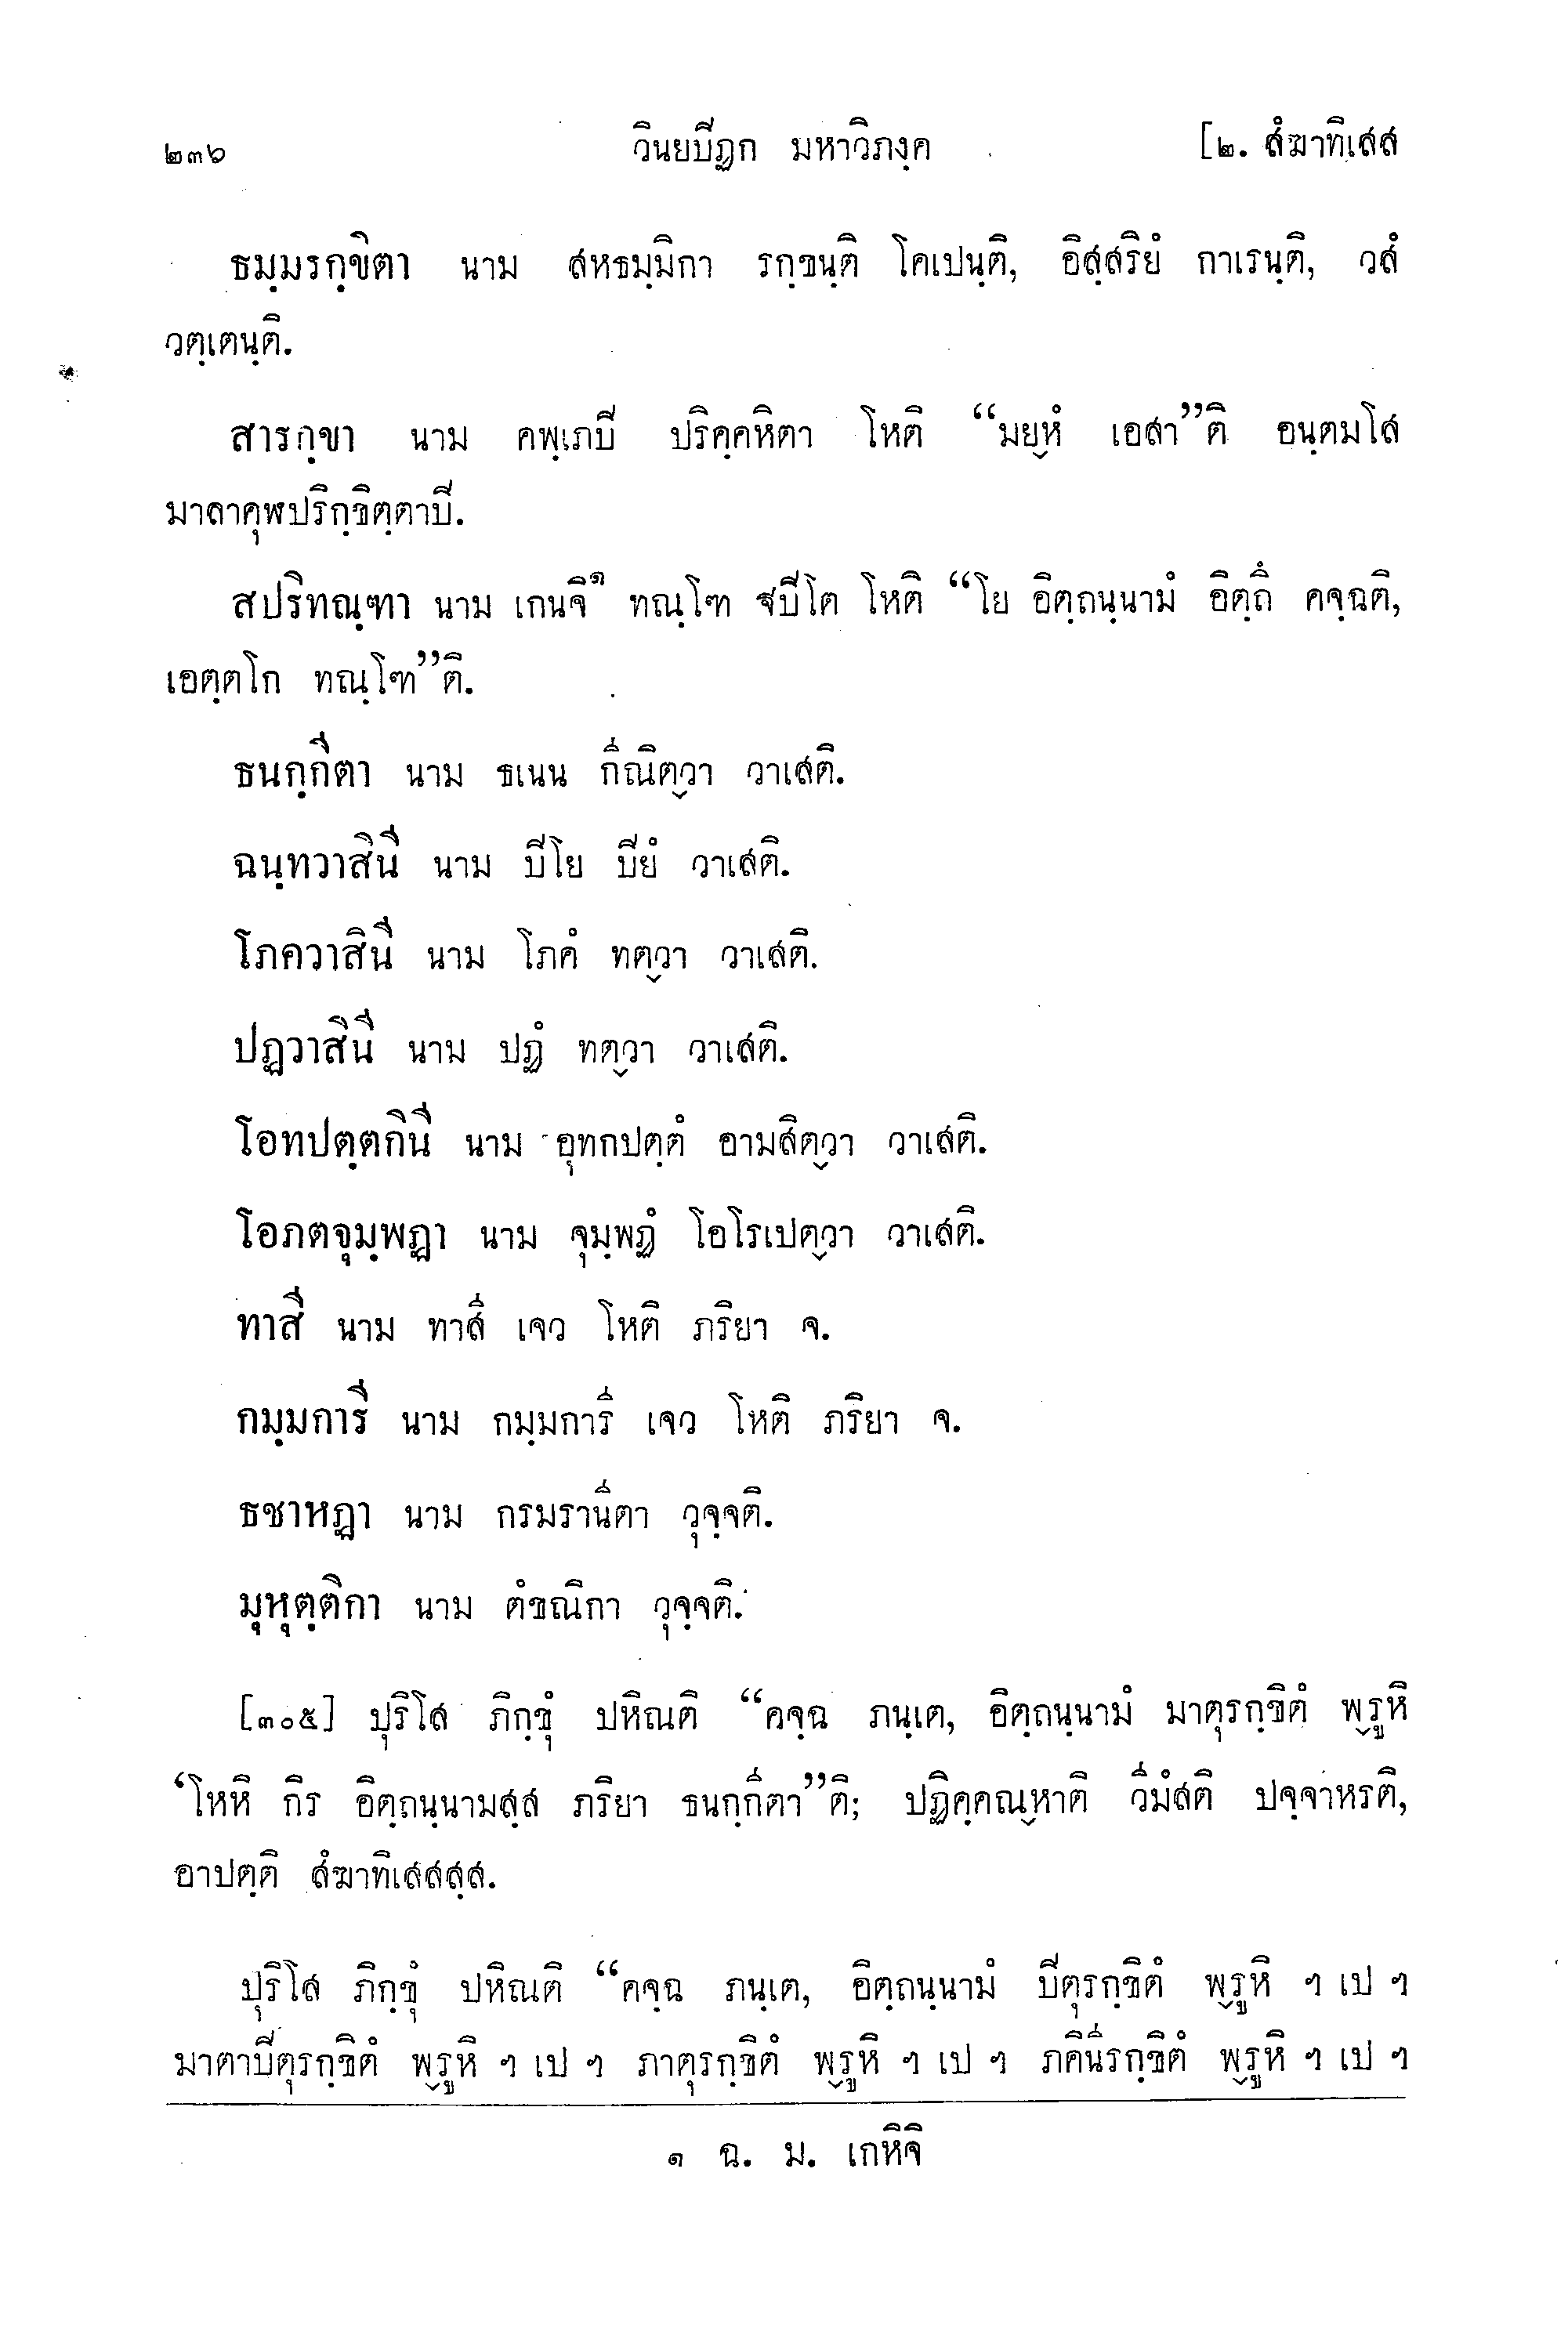 ๒๓๖ วินยปิฏก มหาวิภงฺค [๒. สํฆาทิเสส
ธมฺมรกฺขิตา นาม สหธมฺมิกา รกฺขนฺติ โคเปนฺติ, อิสฺสริยํ กาเรนฺติ, วสํ
วตฺเตนฺติ.
สารกฺขา นาม คพฺเภปิ ปริคฺคหิตา โหติ “มยฺหํ เอสา”ติ อนฺตมโส
มาลาคุฬปริกฺขิตฺตาปิ.
สปริทณฺฑา นาม เกนจิ๑ ทณฺโฑ ฐปิโต โหติ “โย อิตฺถนฺนามํ อิตฺถึ คจฺฉติ,
เอตฺตโก ทณฺโฑ”ติ.
ธนกฺกีตา นาม ธเนน กีณิตฺวา วาเสติ.
ฉนฺทวาสินี นาม ปิโย ปิยํ วาเสติ.
โภควาสินี นาม โภคํ ทตฺวา วาเสติ.
ปฏวาสินี นาม ปฏํ ทตฺวา วาเสติ.
โอทปตฺตกินี นาม อุทกปตฺตํ อามสิตฺวา วาเสติ.
โอภตจุมฺพฏา นาม จุมฺพฏํ โอโรเปตฺวา วาเสติ.
ทาสี นาม ทาสี เจว โหติ ภริยา จ.
กมฺมการี นาม กมฺมการี เจว โหติ ภริยา จ.
ธชาหฏา นาม กรมรานีตา วุจฺจติ.
มุหุตฺติกา นาม ตํขณิกา วุจฺจติ.
[๓๐๕] ปุริโส ภิกฺขุํ ปหิณติ “คจฺฉ ภนฺเต, อิตฺถนฺนามํ มาตุรกฺขิตํ พฺรูหิ
‘โหหิ กิร อิตฺถนฺนามสฺส ภริยา ธนกฺกีตา”ติ; ปฏิคฺคณฺหาติ วีมํสติ ปจฺจาหรติ,
อาปตฺติ สํฆาทิเสสสฺส.
ปุริโส ภิกฺขุํ ปหิณติ “คจฺฉ ภนฺเต, อิตฺถนฺนามํ ปิตุรกฺขิตํ พฺรูหิ ฯ เป ฯ
มาตาปิตุรกฺขิตํ พฺรูหิ ฯ เป ฯ ภาตุรกฺขิตํ พฺรูหิ ฯ เป ฯ ภคินีรกฺขิตํ พฺรูหิ ฯ เป ฯ
๑ ฉ. ม. เกหิจิ